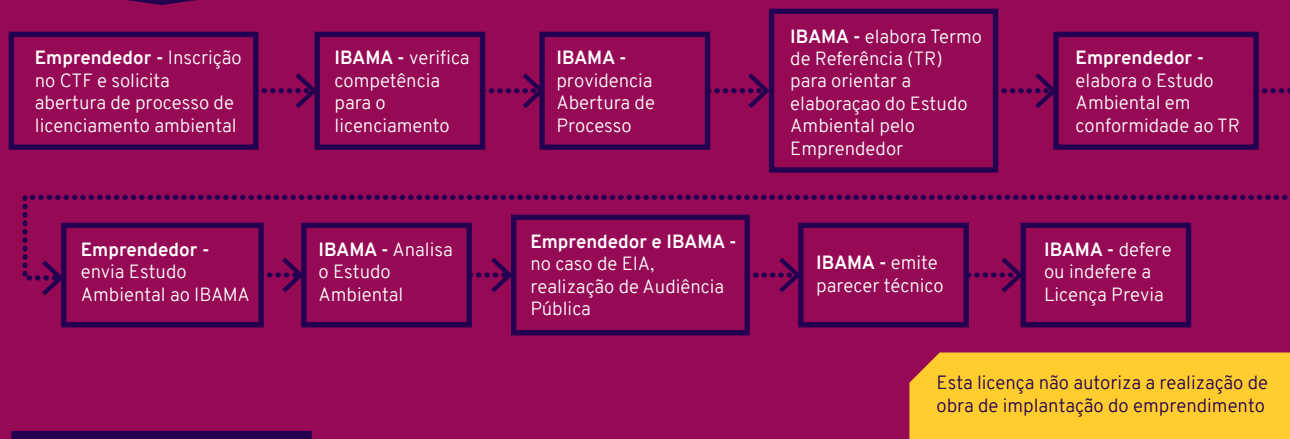 Emprendedor - Inscrição
no CTF e solicita
abertura de processo de
licenciamento ambiental
IBAMA - verifica
competência
para o
licenciamento
IBAMA -
providencia
Abertura de
Processo
IBAMA - elabora Termo
de Referência (TR)
para orientar a
elaboraçao do Estudo
Ambiental pelo
Emprendedor
Emprendedor -
elabora o Estudo
Ambiental em
conformidade ao TR
Emprendedor -
envia Estudo
Ambiental ao IBAMA
IBAMA - Analisa
o Estudo
Ambiental
Emprendedor e IBAMA -
no caso de EIA,
realização de Audiência
Pública
IBAMA - emite
parecer técnico
IBAMA - defere
ou indefere a
Licença Previa
Esta licença não autoriza a realização de
obra de implantação do emprendimento